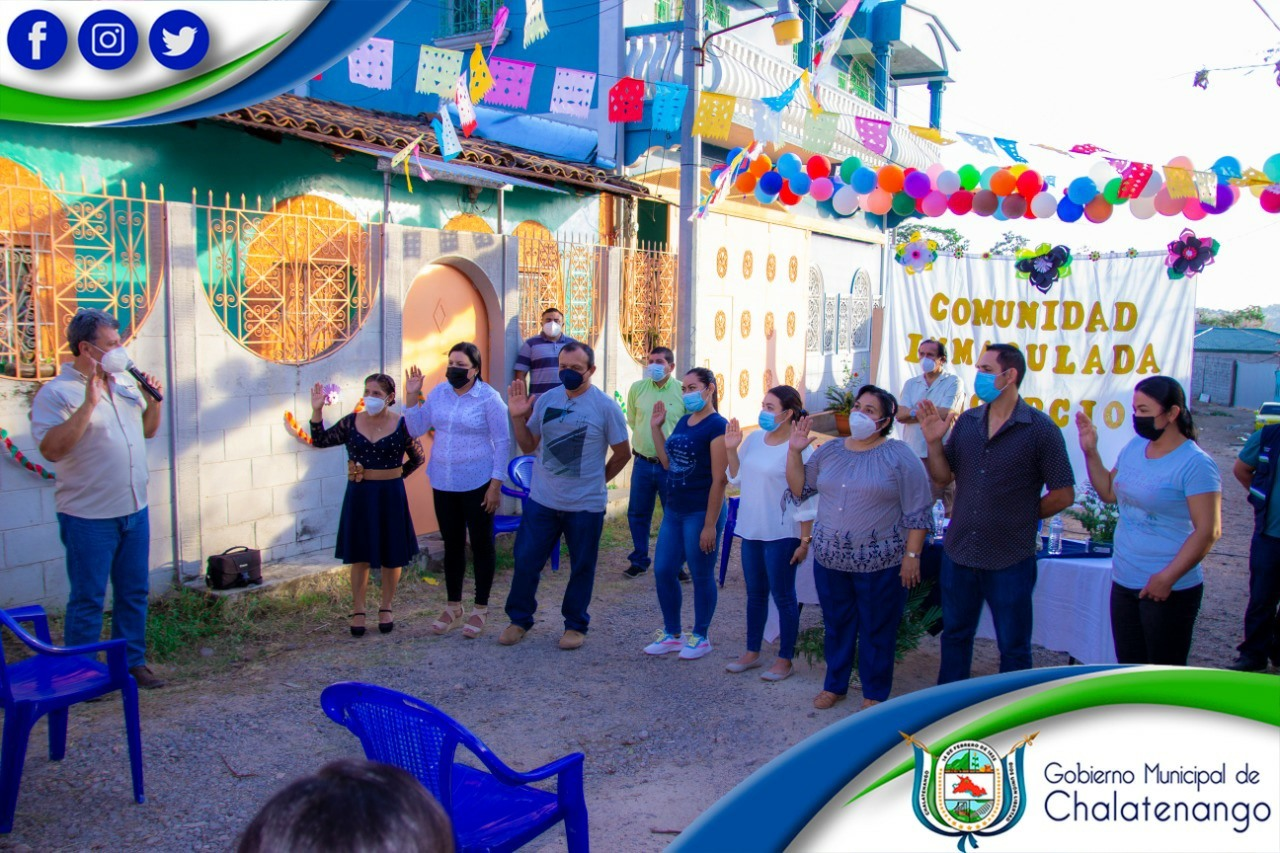 COMUNIDAD
INMACULADA
Gobierno Municipal de
Chalatenango